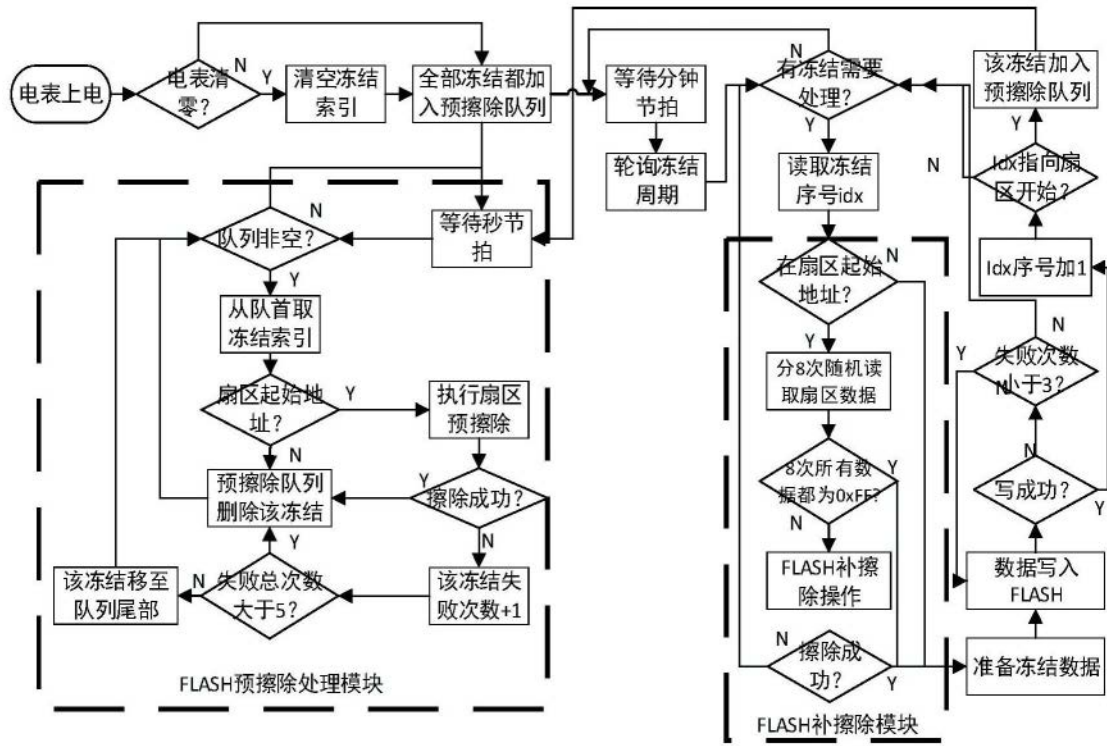 电表上电
电表清
零?
N
Y
清空冻结
索引
全部冻结都加
入预擦除队列
等待分钟
节拍
轮询冻结
周期
N
有冻结需要
处理?
Y
读取冻结
序号idx
该冻结加入
预擦除队列
Y
Idx指向扇
区开始?
N
Idx序号加1
队列非空?
N
Y
等待秒节
拍
从队首取
冻结索引
扇区起始地
址?
Y
N
执行扇区
预擦除
预擦除队列
删除该冻结
Y
擦除成功?
N
Y
该冻结移至
队列尾部
N
失败总次数
大于5?
该冻结失
败次数+1
FLASH预擦除处理模块
在扇区起始
地址?
N
Y
分8次随机读
取扇区数据
8次所有数
据都为0xFF?
Y
N
FLASH补擦
除操作
N
擦除成
功?
Y
FLASH补擦除模块
N
Y
失败次数
小于3?
N
N
写成功?
Y
数据写入
FLASH
准备冻结数据